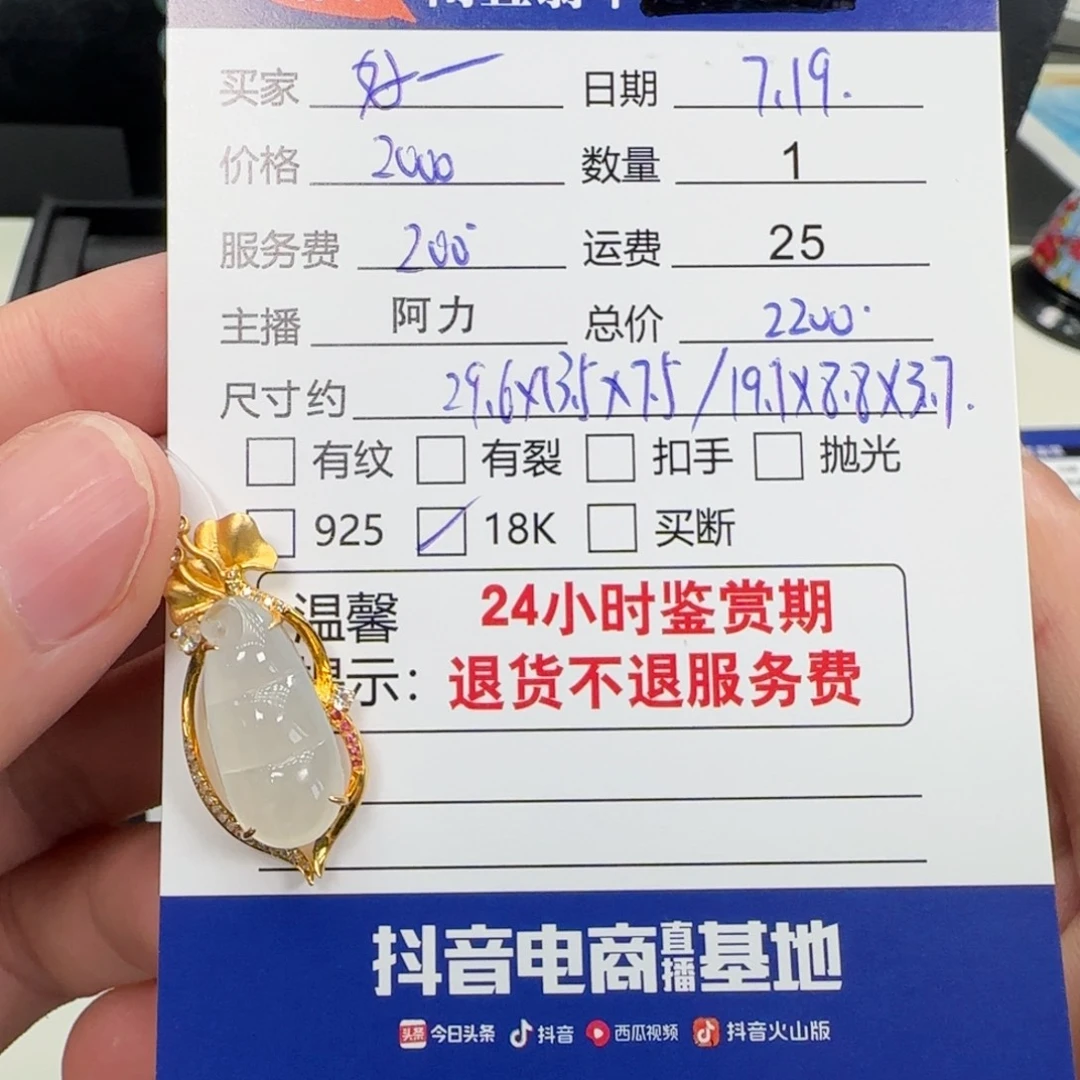 买家 好一 日期 7.19.
价格 2000 数量 1
服务费 200 运费 25
主播 阿力 总价 2200
尺寸约 29.6x13.5x7.5/19.1x8.8x3.7.
有纹 有裂 扣手 抛光
925 18K 买断
温馨 24小时鉴赏期
示： 退货不退服务费
抖音电商直播基地
头条 今日头条 抖音 西瓜视频 抖音火山版